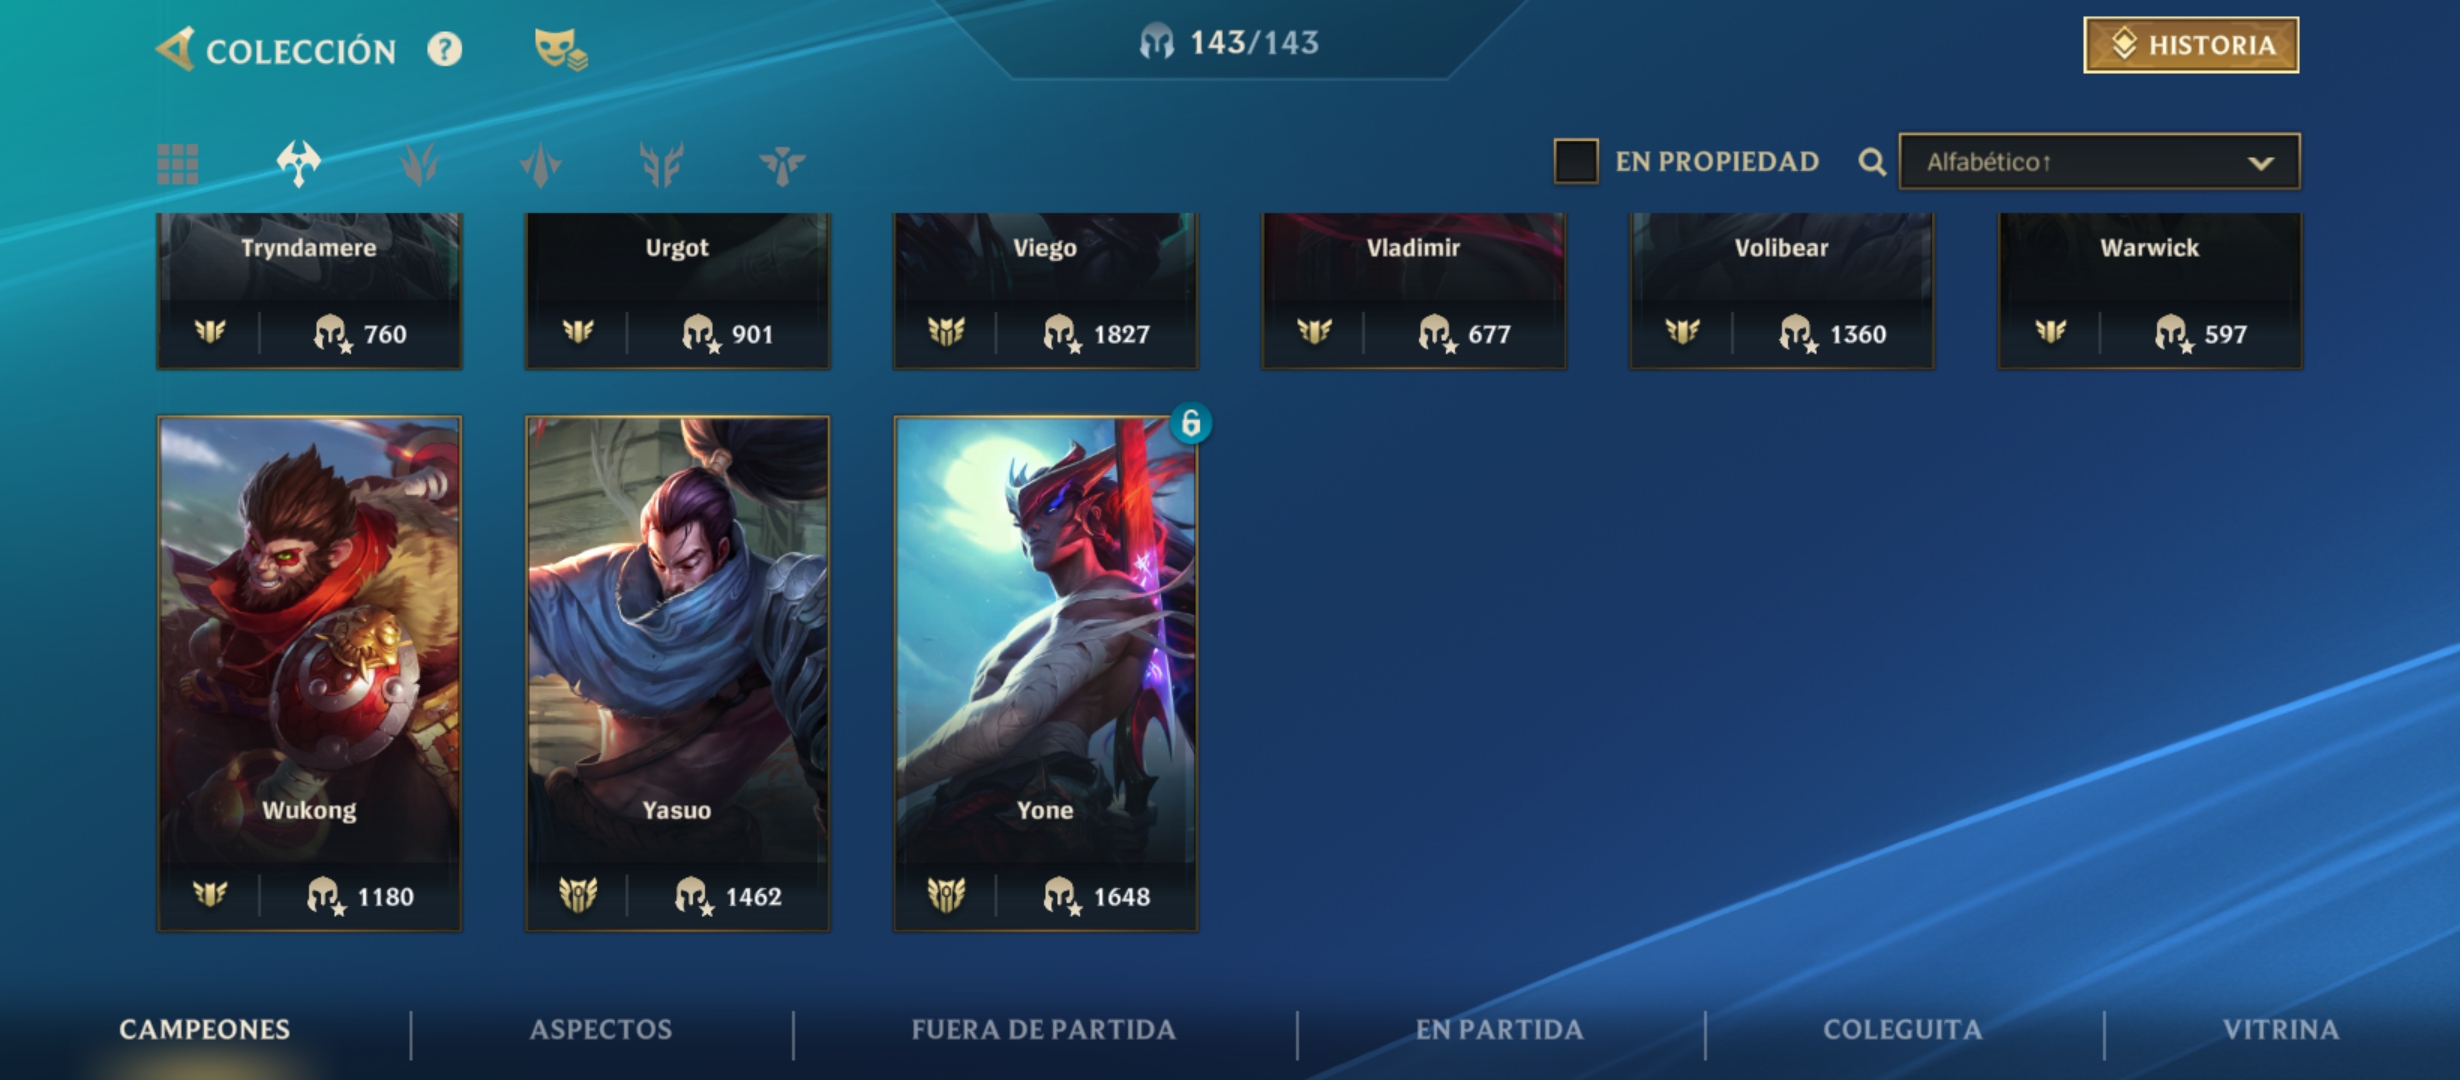 COLECCIÓN ?
143/143
HISTORIA
EN PROPIEDAD
Alfabético↑
Tryndamere
760
Urgot
901
Viego
1827
Vladimir
677
Volibear
1360
Warwick
597
Wukong
1180
Yasuo
1462
Yone
1648
CAMPEONES
ASPECTOS
FUERA DE PARTIDA
EN PARTIDA
COLEGUITA
VITRINA